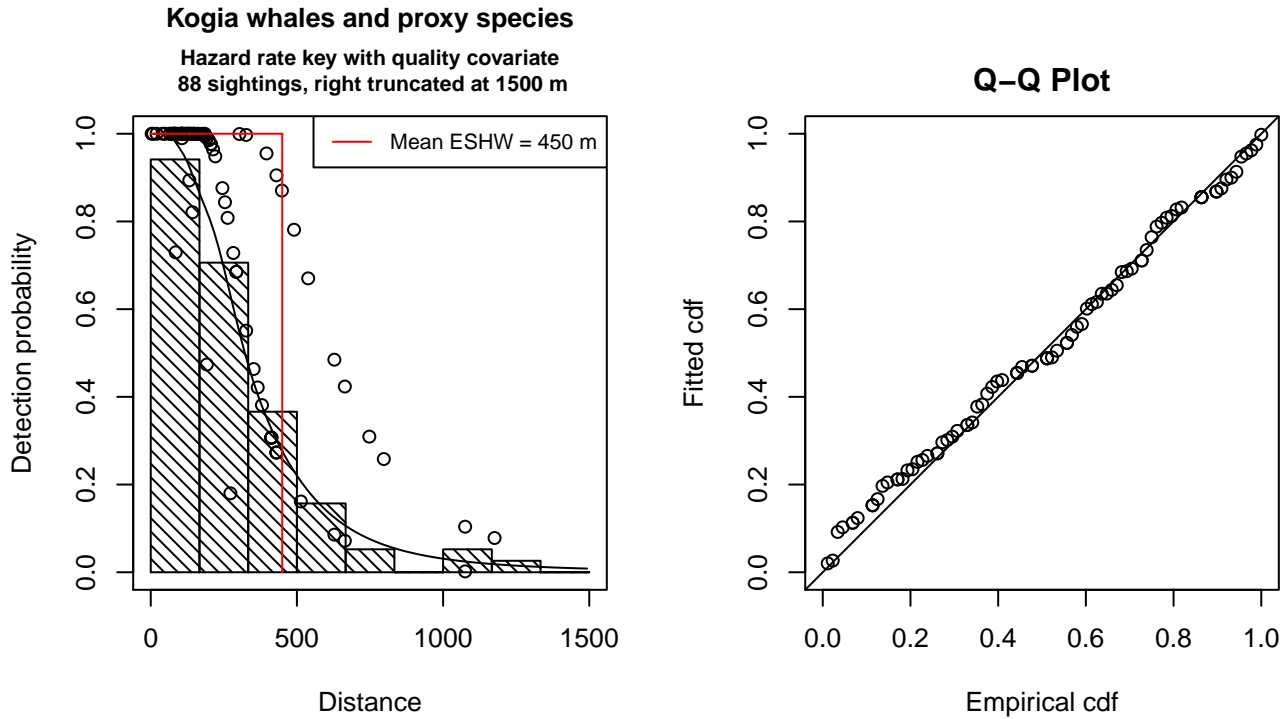 Kogia whales and proxy species
Hazard rate key with quality covariate
88 sightings, right truncated at 1500 m
Mean ESHW = 450 m
Detection probability
0.0 0.2 0.4 0.6 0.8 1.0
0 500 1000 1500
Distance
Q−Q Plot
Fitted cdf
0.0 0.2 0.4 0.6 0.8 1.0
0.0 0.2 0.4 0.6 0.8 1.0
Empirical cdf